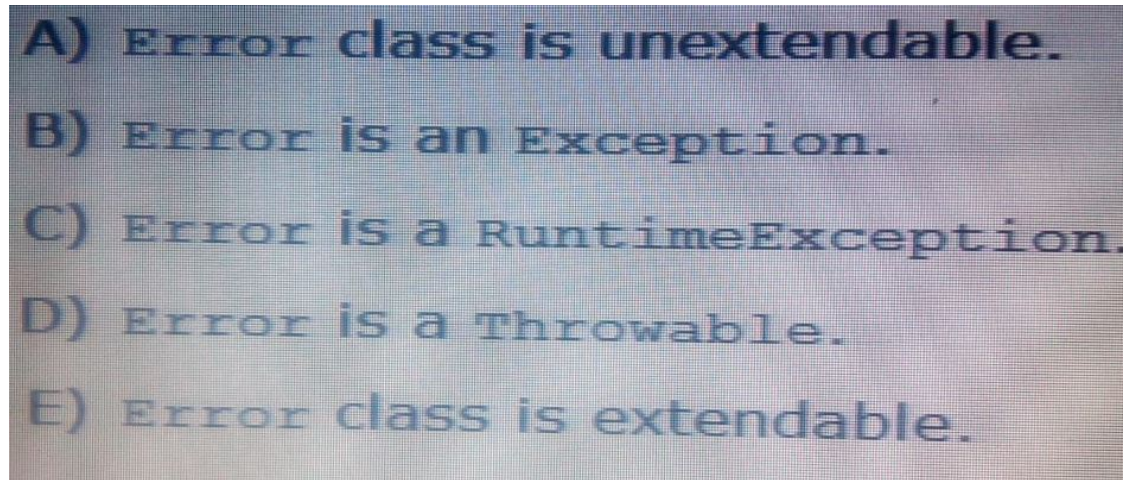 A) Error class is unextendable.
B) Error is an Exception.
C) Error is a RuntimeException.
D) Error is a Throwable.
E) Error class is extendable.